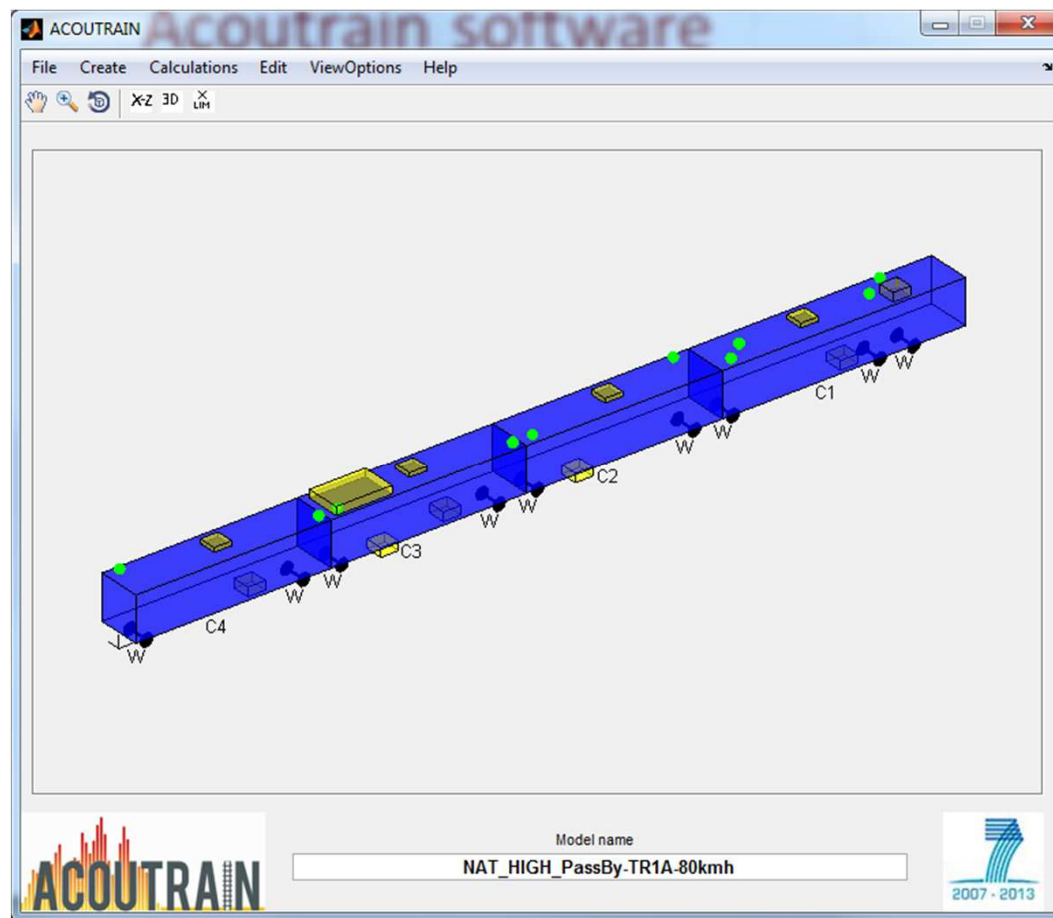 Acoutrain software
ACOUTRAIN
File Create Calculations Edit ViewOptions Help
X-Z 3D X LIM
C1
W W
W W
C2
W W
C3
W W
C4
W
Model name
NAT_HIGH_PassBy-TR1A-80kmh
ACOUTRAIN
7
2007 - 2013